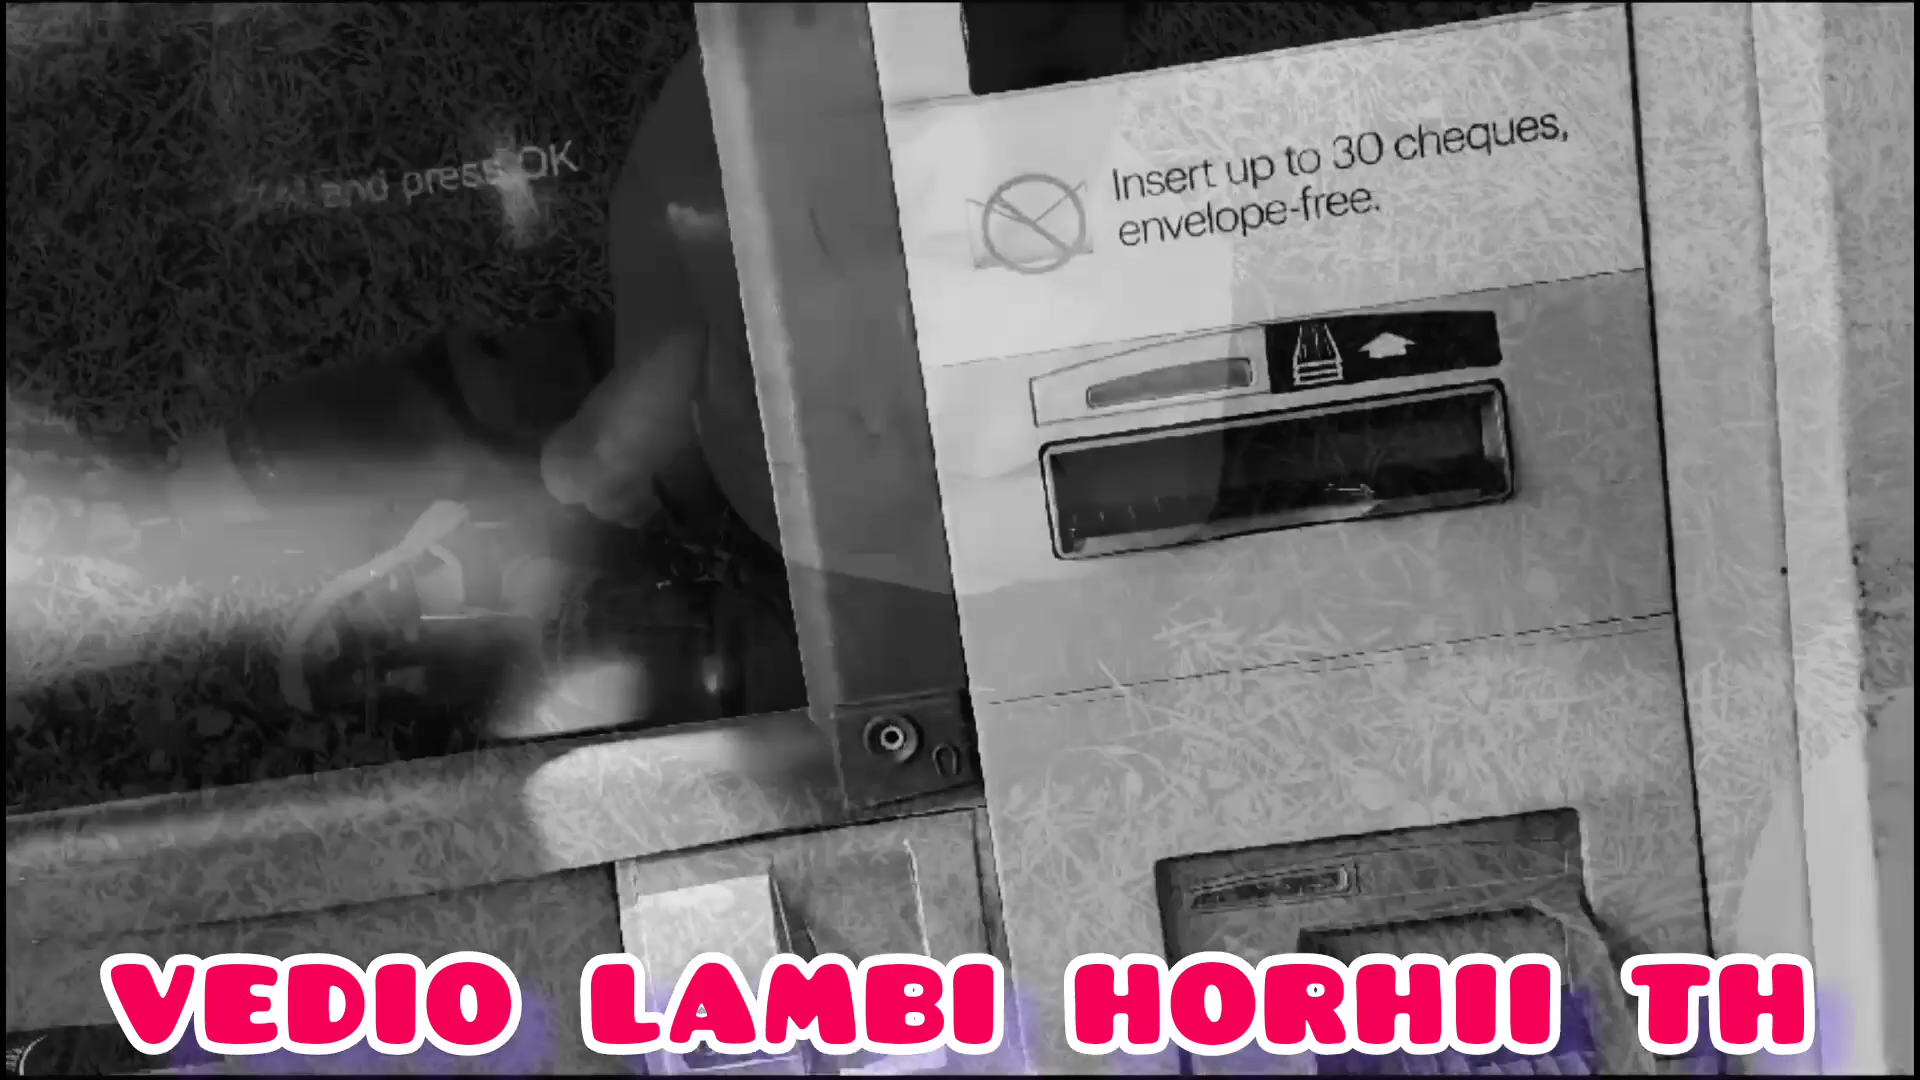 and press OK
Insert up to 30 cheques,
envelope-free.
VEDIO LAMBI HORHII TH